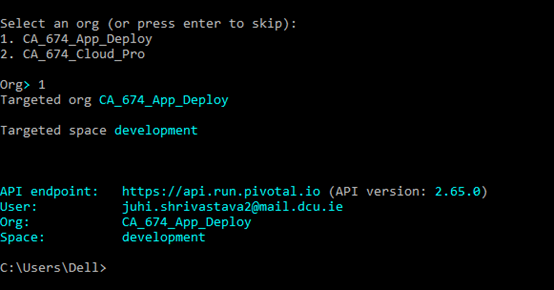 Select an org (or press enter to skip):
1. CA_674_App_Deploy
2. CA_674_Cloud_Pro
Org> 1
Targeted org CA_674_App_Deploy
Targeted space development
API endpoint: https://api.run.pivotal.io (API version: 2.65.0)
User: juhi.shrivastava2@mail.dcu.ie
Org: CA_674_App_Deploy
Space: development
C:\Users\Dell>